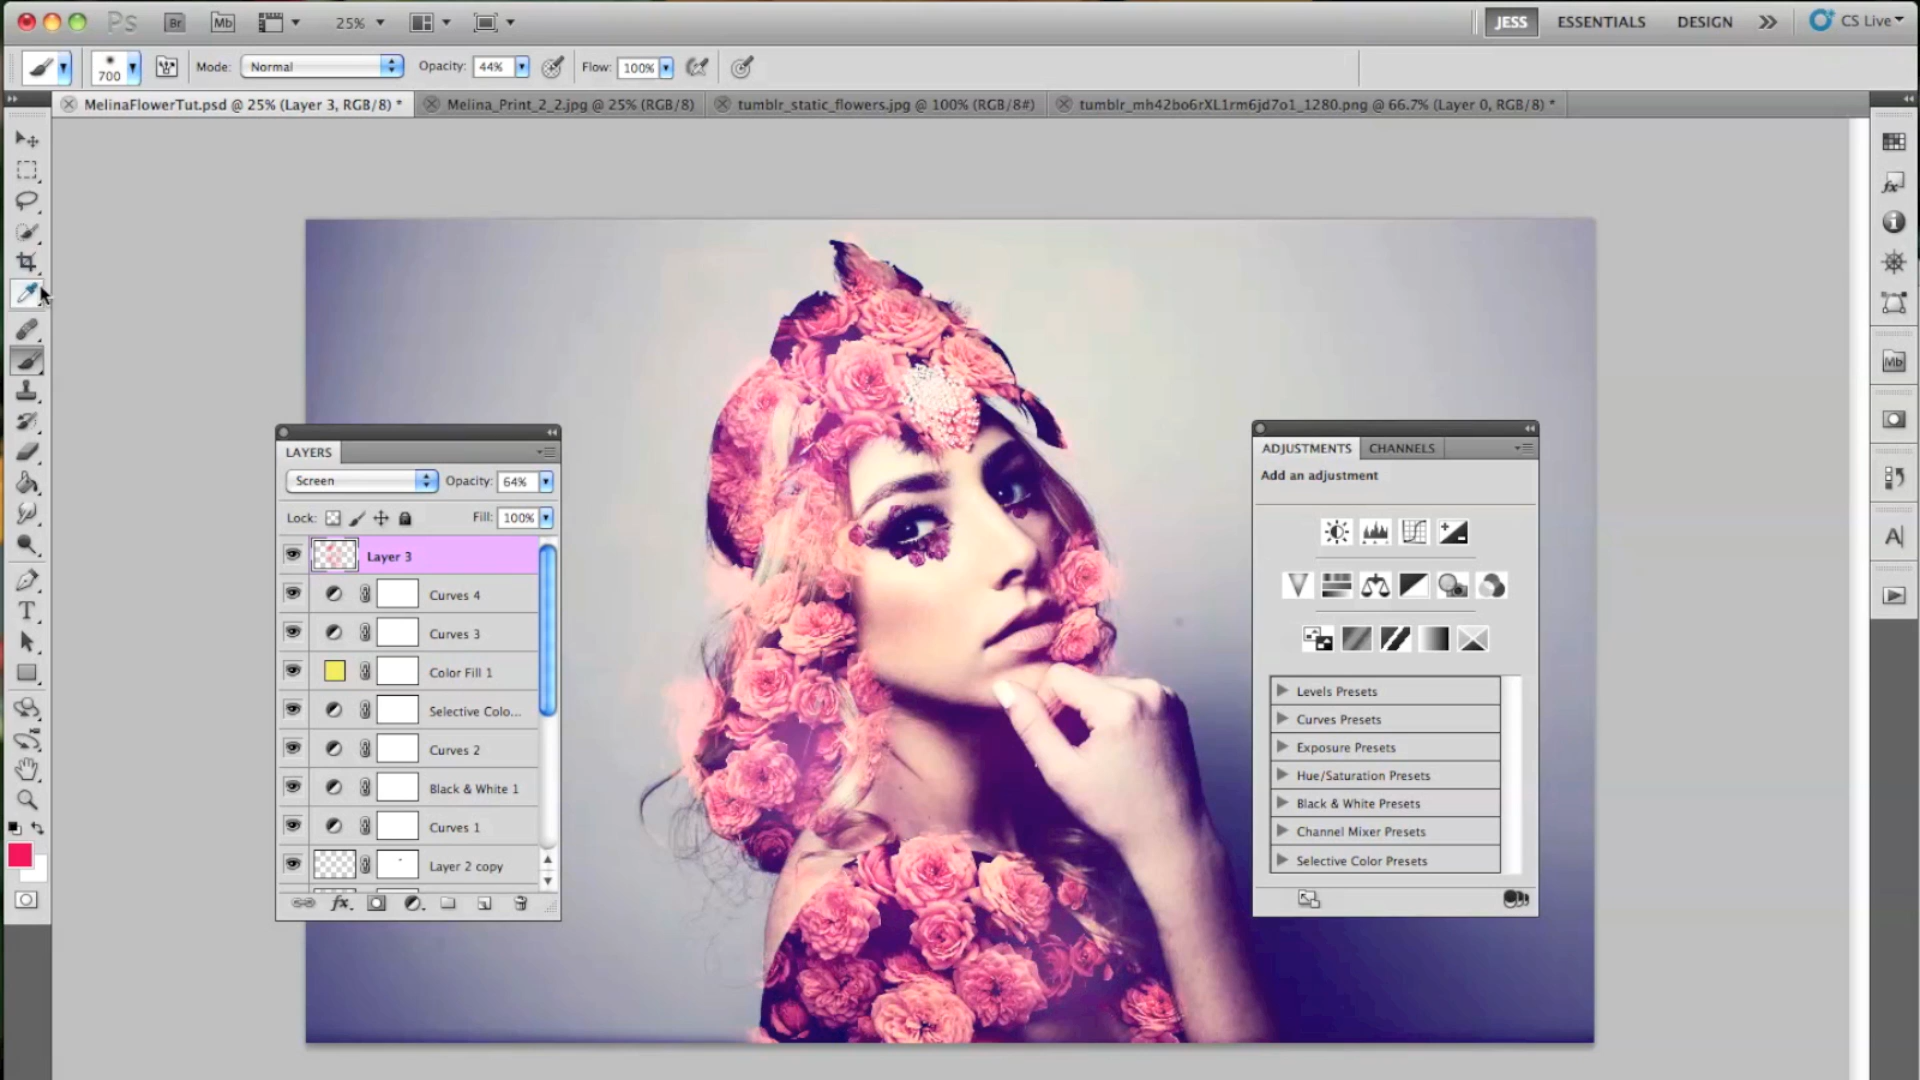 Ps Br Mb 25% JESS ESSENTIALS DESIGN CS Live
700 Mode: Normal Opacity: 44% Flow: 100%
MelinaFlowerTut.psd @ 25% (Layer 3, RGB/8) * Melina_Print_2_2.jpg @ 25% (RGB/8) tumblr_static_flowers.jpg @ 100% (RGB/8#) tumblr_mh42bo6rXL1rm6jd7o1_1280.png @ 66.7% (Layer 0, RGB/8) *
LAYERS
Screen Opacity: 64%
Lock: Fill: 100%
Layer 3
Curves 4
Curves 3
Color Fill 1
Selective Colo...
Curves 2
Black & White 1
Curves 1
Layer 2 copy
fx
ADJUSTMENTS CHANNELS
Add an adjustment
Levels Presets
Curves Presets
Exposure Presets
Hue/Saturation Presets
Black & White Presets
Channel Mixer Presets
Selective Color Presets
T
fx
Mb
A